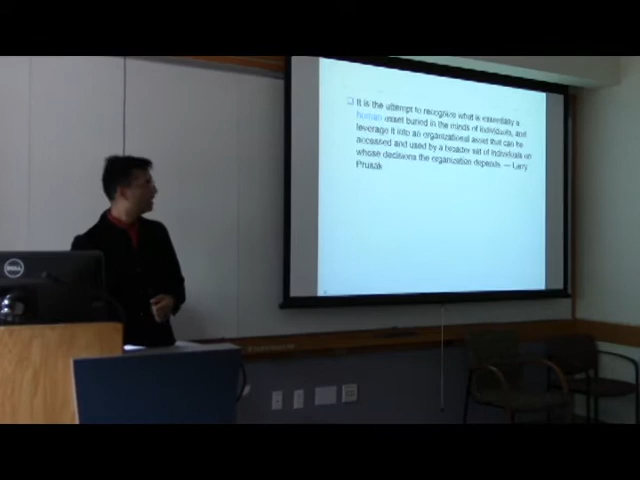 It is the attempt to recognize what is essentially a
human asset buried in the minds of individuals, and
leverage it into an organizational asset that can be
accessed and used by a broader set of individuals on
whose decisions the organization depends. — Larry
Prusak
DELL